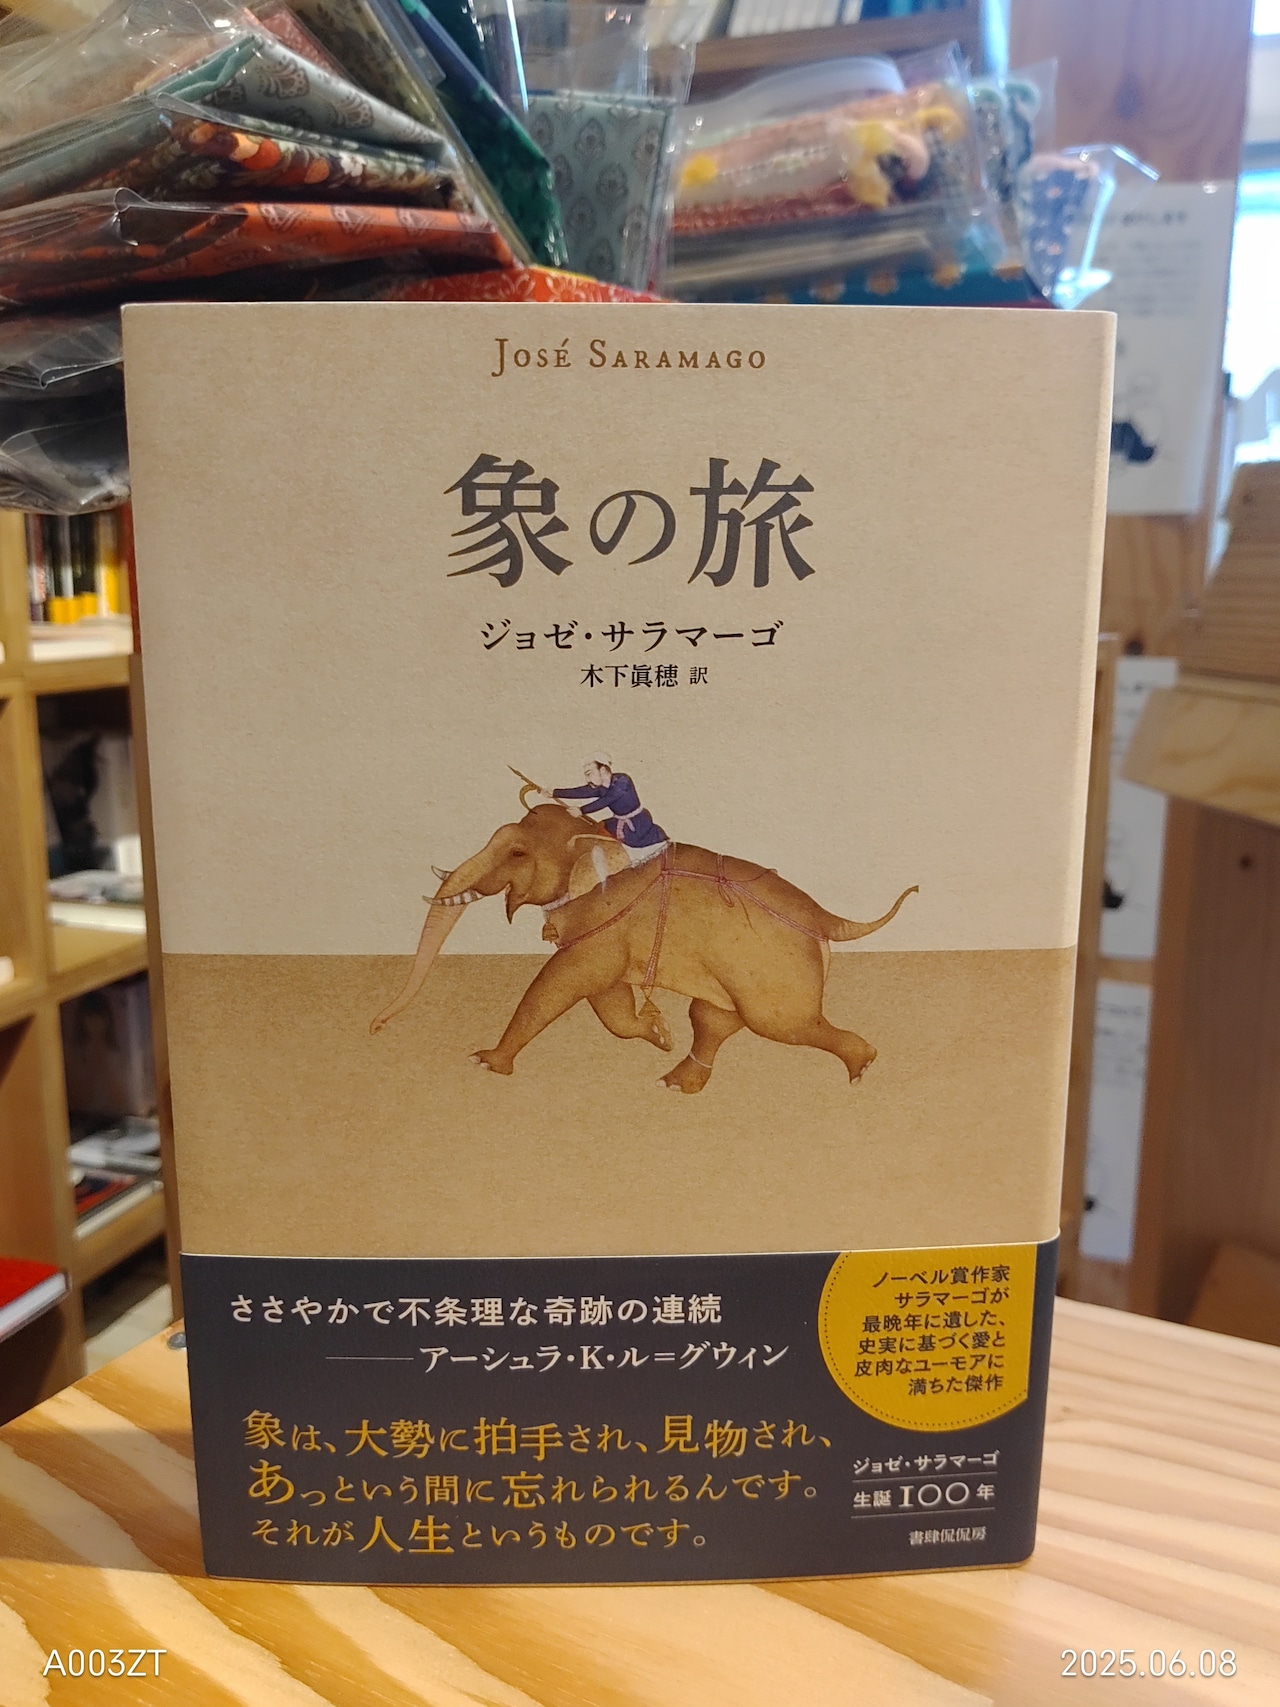 JOSÉ SARAMAGO
象の旅
ジョゼ・サラマーゴ
木下眞穂 訳
ささやかで不条理な奇跡の連続
――アーシュラ・K・ル＝グウィン
象は、大勢に拍手され、見物され、
あっという間に忘れられるんです。
それが人生というものです。
ノーベル賞作家
サラマーゴが
最晩年に遺した、
史実に基づく愛と
皮肉なユーモアに
満ちた傑作
ジョゼ・サラマーゴ
生誕100年
書肆侃侃房
A003ZT
2025.06.08